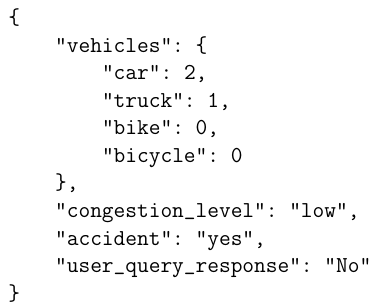 {
    "vehicles": {
        "car": 2,
        "truck": 1,
        "bike": 0,
        "bicycle": 0
    },
    "congestion_level": "low",
    "accident": "yes",
    "user_query_response": "No"
}